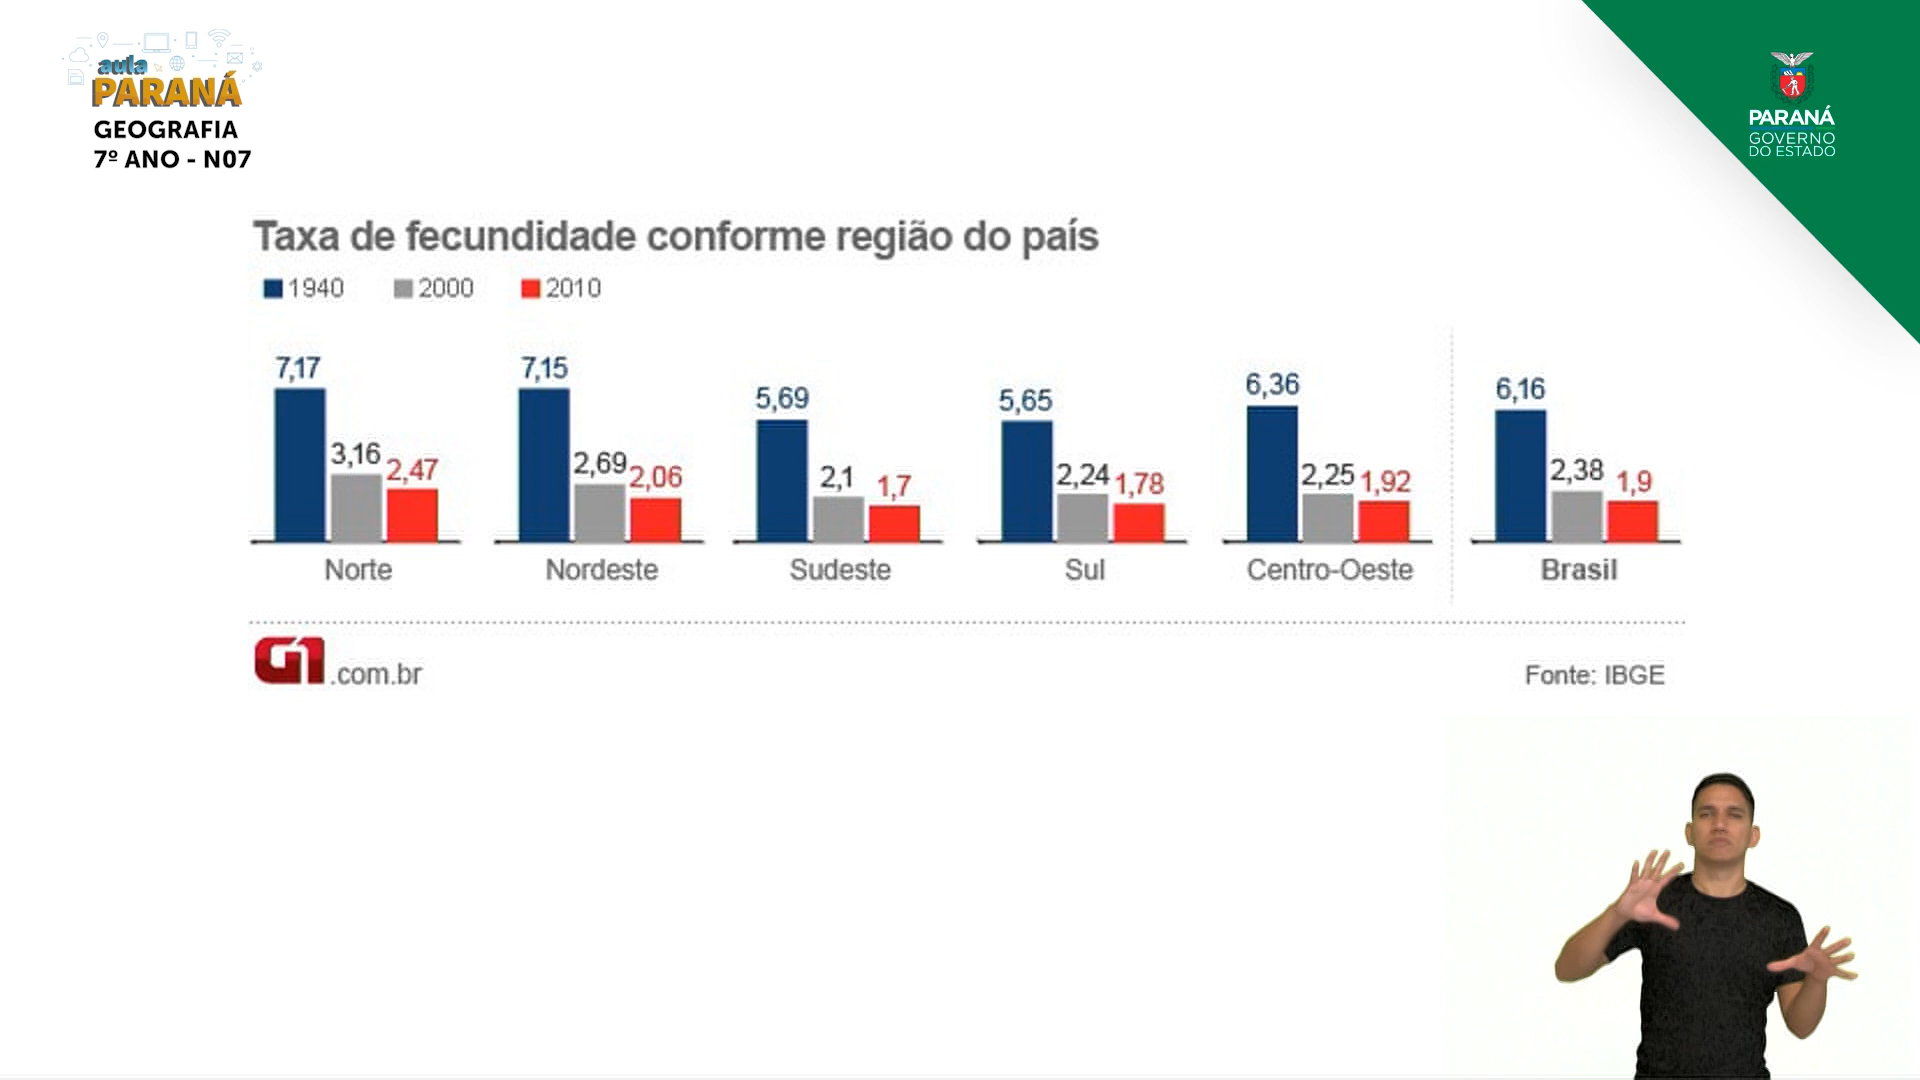 aula
PARANÁ
GEOGRAFIA
7º ANO - N07
PARANÁ
GOVERNO
DO ESTADO
Taxa de fecundidade conforme região do país
1940 2000 2010
7,17 3,16 2,47
7,15 2,69 2,06
5,69 2,1 1,7
5,65 2,24 1,78
6,36 2,25 1,92
6,16 2,38 1,9
Norte Nordeste Sudeste Sul Centro-Oeste Brasil
G1.com.br
Fonte: IBGE